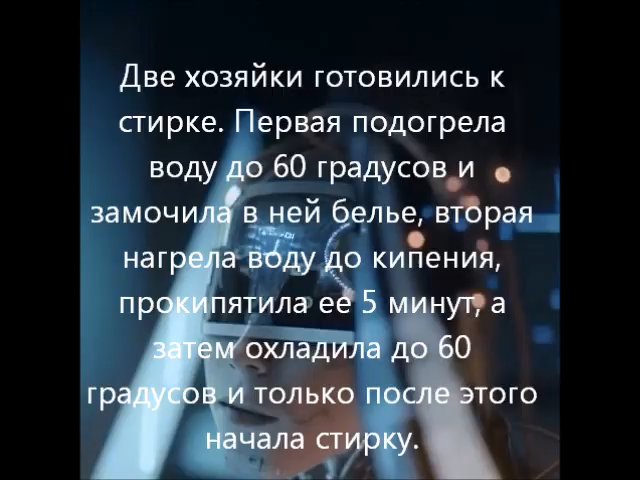 Две хозяйки готовились к
стирке. Первая подогрела
воду до 60 градусов и
замочила в ней белье, вторая
нагрела воду до кипения,
прокипятила ее 5 минут, а
затем охладила до 60
градусов и только после этого
начала стирку.